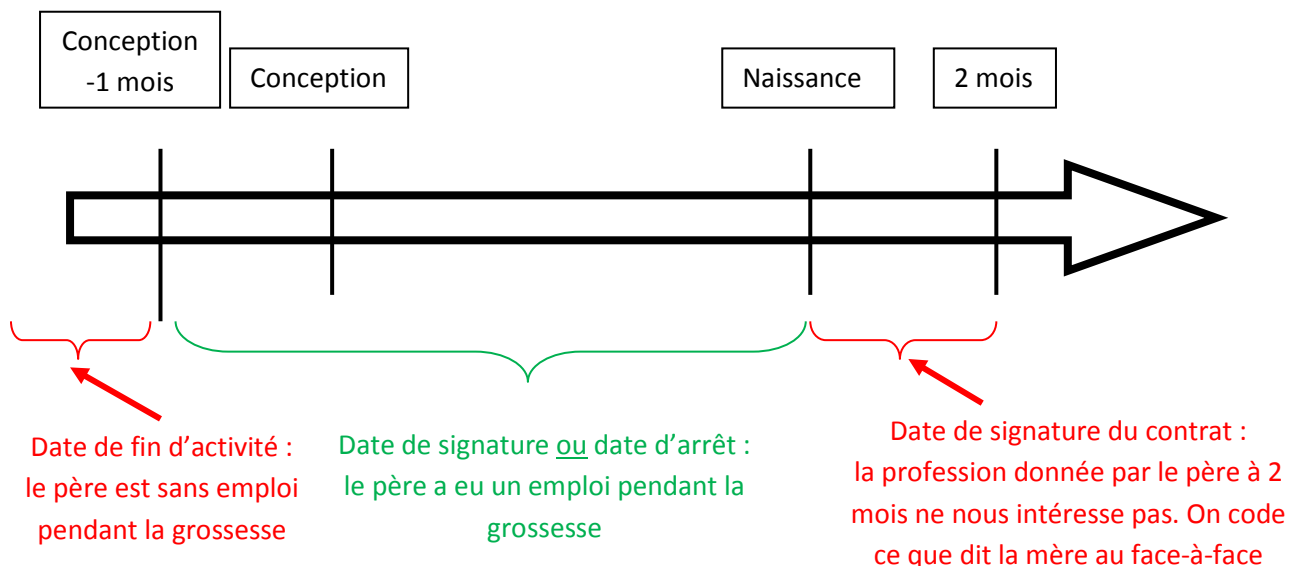 Conception
-1 mois
Conception
Naissance
2 mois
Date de fin d’activité :
le père est sans emploi
pendant la grossesse
Date de signature ou date d’arrêt :
le père a eu un emploi pendant la
grossesse
Date de signature du contrat :
la profession donnée par le père à 2
mois ne nous intéresse pas. On code
ce que dit la mère au face-à-face